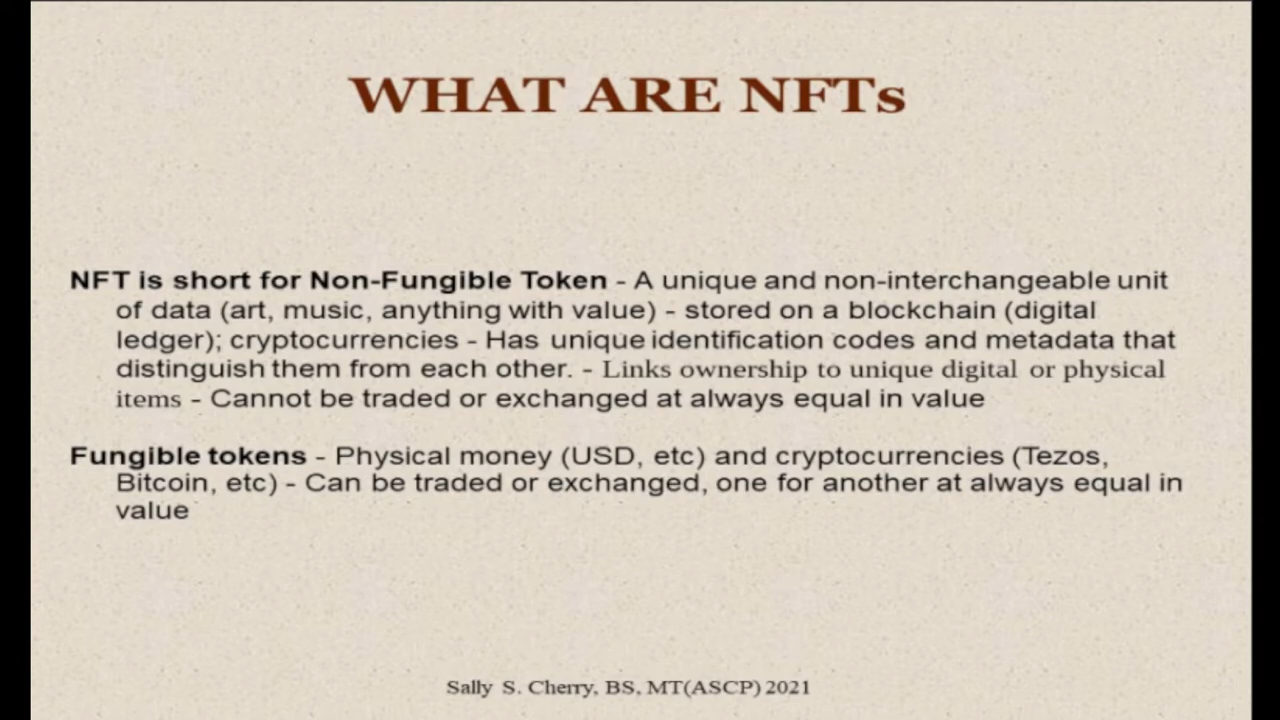 WHAT ARE NFTs
NFT is short for Non-Fungible Token - A unique and non-interchangeable unit
of data (art, music, anything with value) - stored on a blockchain (digital
ledger); cryptocurrencies - Has unique identification codes and metadata that
distinguish them from each other. - Links ownership to unique digital or physical
items - Cannot be traded or exchanged at always equal in value
Fungible tokens - Physical money (USD, etc) and cryptocurrencies (Tezos,
Bitcoin, etc) - Can be traded or exchanged, one for another at always equal in
value
Sally S. Cherry, BS, MT(ASCP) 2021